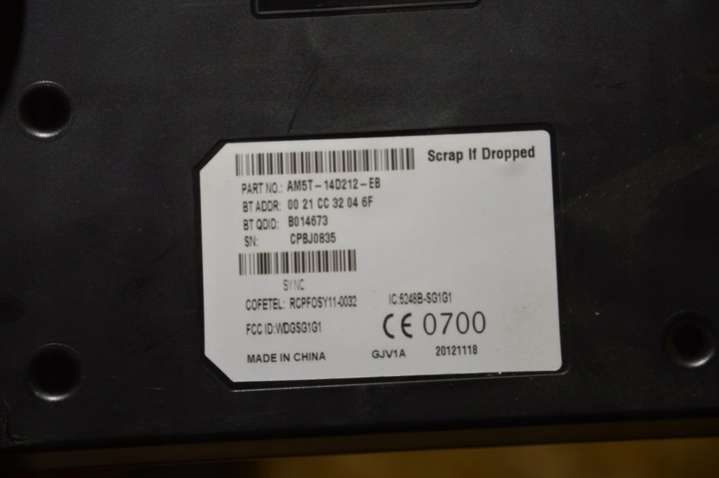 Scrap If Dropped
PART NO.: AM5T-14D212-EB
BT ADDR: 00 21 CC 32 04 6F
BT QDID: B014673
SN: CPBJ0835
SYNC
COFETEL: RCPFOSY11-0032 IC:5248B-SG1G1
FCC ID:WDGSG1G1 CE 0700
MADE IN CHINA GJV1A 20121118